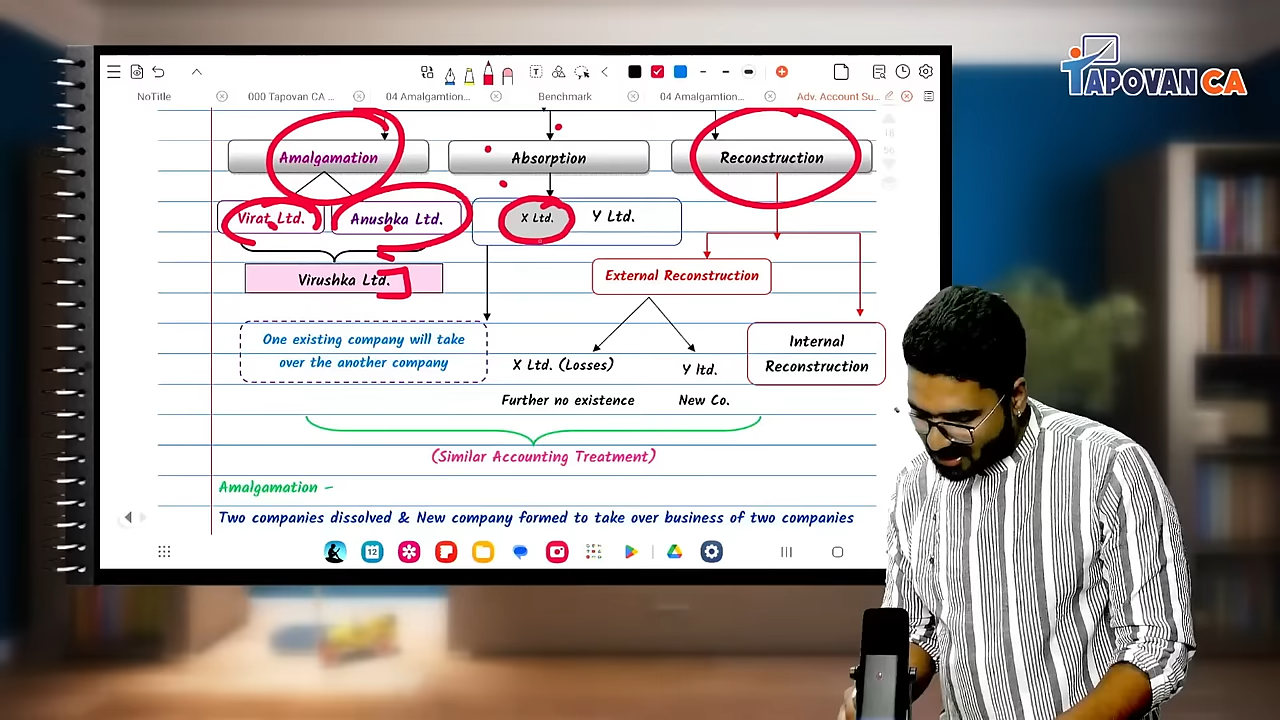 TAPOVAN CA
NoTitle
000 Tapovan CA ...
04 Amalgamtion...
Benchmark
04 Amalgamtion...
Adv. Account Su...
Amalgamation
Absorption
Reconstruction
Virat Ltd.
Anushka Ltd.
X Ltd.
Y Ltd.
Virushka Ltd.
External Reconstruction
One existing company will take
over the another company
X Ltd. (Losses)
Y ltd.
Internal
Reconstruction
Further no existence
New Co.
(Similar Accounting Treatment)
Amalgamation –
Two companies dissolved & New company formed to take over business of two companies
12